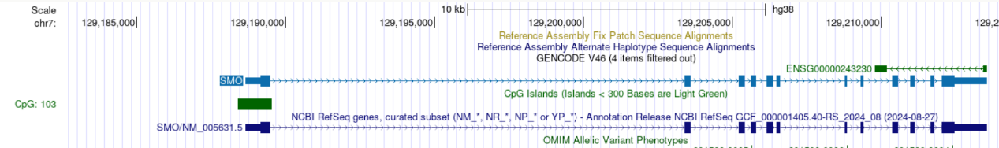 Scale 10 kb hg38
chr7: 129,185,000 129,190,000 129,195,000 129,200,000 129,205,000 129,210,000 129,2
Reference Assembly Fix Patch Sequence Alignments
Reference Assembly Alternate Haplotype Sequence Alignments
GENCODE V46 (4 items filtered out)
ENSG00000243230
SMO
CpG Islands (Islands < 300 Bases are Light Green)
CpG: 103
NCBI RefSeq genes, curated subset (NM_*, NR_*, NP_* or YP_*) - Annotation Release NCBI RefSeq GCF_000001405.40-RS_2024_08 (2024-08-27)
SMO/NM_005631.5
OMIM Allelic Variant Phenotypes